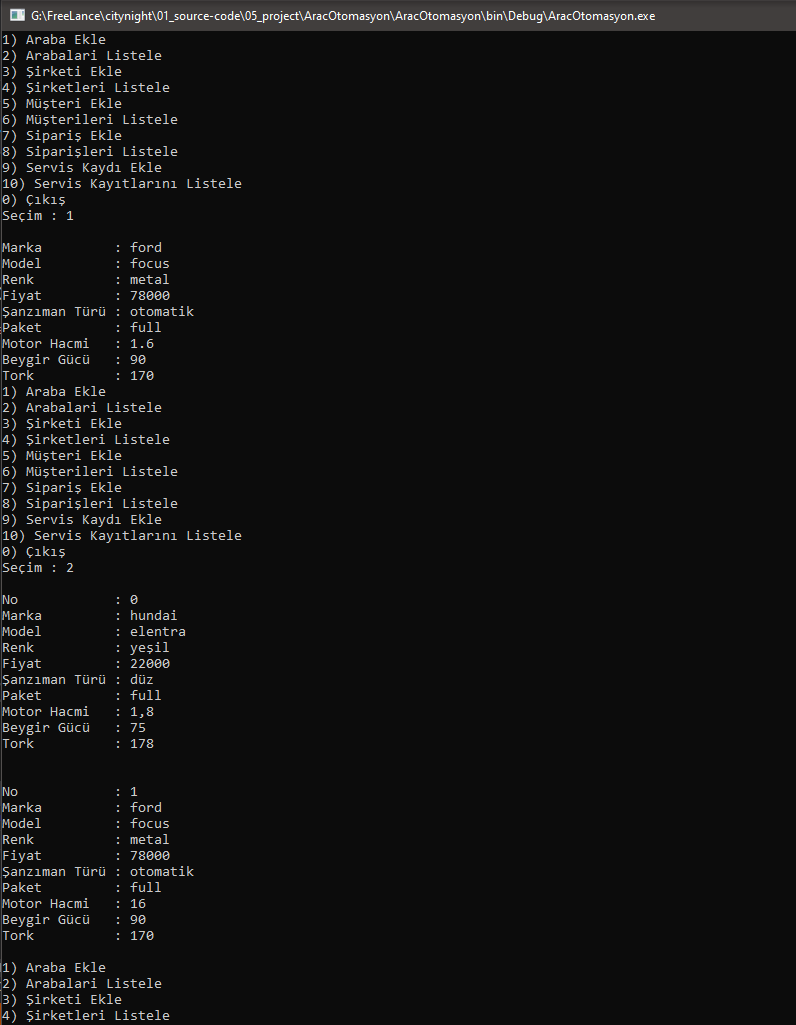 G:\FreeLance\citynight\01_source-code\05_project\AracOtomasyon\AracOtomasyon\bin\Debug\AracOtomasyon.exe
1) Araba Ekle
2) Arabalari Listele
3) Şirketi Ekle
4) Şirketleri Listele
5) Müşteri Ekle
6) Müşterileri Listele
7) Sipariş Ekle
8) Siparişleri Listele
9) Servis Kaydı Ekle
10) Servis Kayıtlarını Listele
0) Çıkış
Seçim : 1
Marka : ford
Model : focus
Renk : metal
Fiyat : 78000
Şanzıman Türü : otomatik
Paket : full
Motor Hacmi : 1.6
Beygir Gücü : 90
Tork : 170
1) Araba Ekle
2) Arabalari Listele
3) Şirketi Ekle
4) Şirketleri Listele
5) Müşteri Ekle
6) Müşterileri Listele
7) Sipariş Ekle
8) Siparişleri Listele
9) Servis Kaydı Ekle
10) Servis Kayıtlarını Listele
0) Çıkış
Seçim : 2
No : 0
Marka : hundai
Model : elentra
Renk : yeşil
Fiyat : 22000
Şanzıman Türü : düz
Paket : full
Motor Hacmi : 1,8
Beygir Gücü : 75
Tork : 178
No : 1
Marka : ford
Model : focus
Renk : metal
Fiyat : 78000
Şanzıman Türü : otomatik
Paket : full
Motor Hacmi : 16
Beygir Gücü : 90
Tork : 170
1) Araba Ekle
2) Arabalari Listele
3) Şirketi Ekle
4) Şirketleri Listele